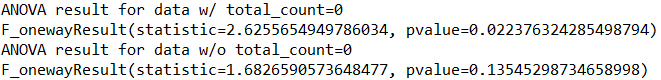 ANOVA result for data w/ total_count=0
F_onewayResult(statistic=2.6255654949786034, pvalue=0.022376324285498794)
ANOVA result for data w/o total_count=0
F_onewayResult(statistic=1.6826590573648477, pvalue=0.13545298734658998)